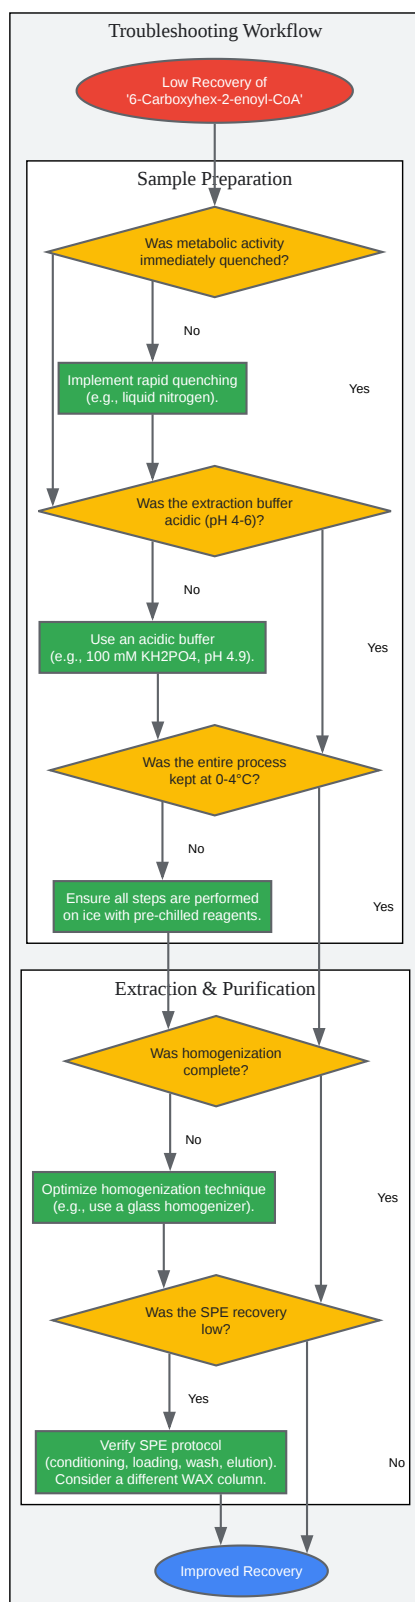 Troubleshooting Workflow
Low Recovery of
'6-Carboxyhex-2-enoyl-CoA'
Sample Preparation
Was metabolic activity
immediately quenched?
No
Implement rapid quenching
(e.g., liquid nitrogen).
Yes
Was the extraction buffer
acidic (pH 4-6)?
No
Use an acidic buffer
(e.g., 100 mM KH2PO4, pH 4.9).
Yes
Was the entire process
kept at 0-4°C?
No
Ensure all steps are performed
on ice with pre-chilled reagents.
Yes
Extraction & Purification
Was homogenization
complete?
No
Optimize homogenization technique
(e.g., use a glass homogenizer).
Yes
Was the SPE recovery
low?
Yes
Verify SPE protocol
(conditioning, loading, wash, elution).
Consider a different WAX column.
No
Improved Recovery